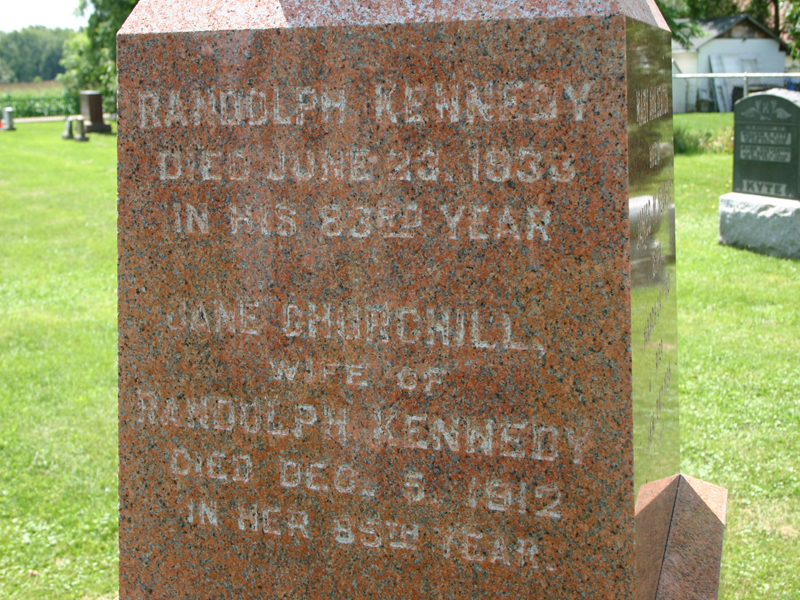 RANDOLPH KENNEDY
DIED JUNE 23,
IN HIS 83RD YEAR
JANE CHURCHILL,
WIFE OF
RANDOLPH KENNEDY
DIED DEC. 5, 1912
IN HER 85TH YEAR.
KYTE